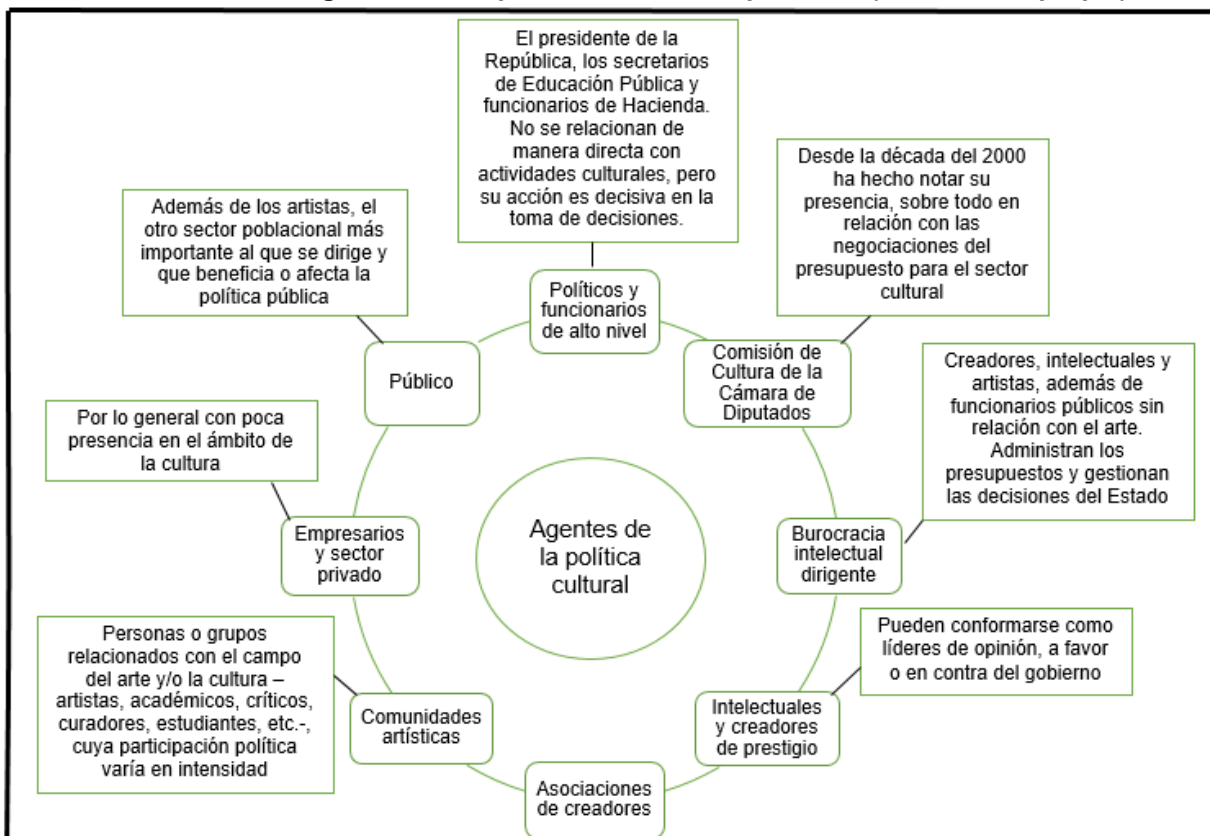 El presidente de la
República, los secretarios
de Educación Pública y
funcionarios de Hacienda.
No se relacionan de
manera directa con
actividades culturales, pero
su acción es decisiva en la
toma de decisiones.
Políticos y
funcionarios
de alto nivel
Desde la década del 2000
ha hecho notar su
presencia, sobre todo en
relación con las
negociaciones del
presupuesto para el sector
cultural
Comisión de
Cultura de la
Cámara de
Diputados
Creadores, intelectuales y
artistas, además de
funcionarios públicos sin
relación con el arte.
Administran los
presupuestos y gestionan
las decisiones del Estado
Burocracia
intelectual
dirigente
Pueden conformarse como
líderes de opinión, a favor
o en contra del gobierno
Intelectuales
y creadores
de prestigio
Asociaciones
de creadores
Comunidades
artísticas
Personas o grupos
relacionados con el campo
del arte y/o la cultura –
artistas, académicos, críticos,
curadores, estudiantes, etc.-,
cuya participación política
varía en intensidad
Empresarios
y sector
privado
Por lo general con poca
presencia en el ámbito de
la cultura
Público
Además de los artistas, el
otro sector poblacional más
importante al que se dirige y
que beneficia o afecta la
política pública
Agentes de
la política
cultural